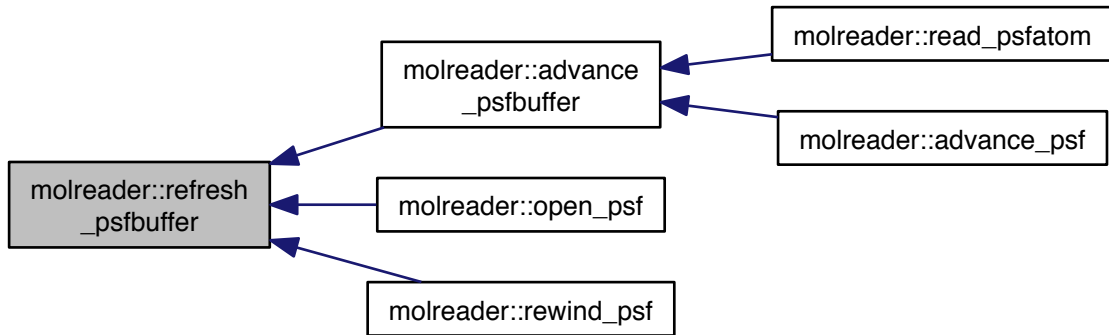 molreader::refresh
_psfbuffer
molreader::advance
_psfbuffer
molreader::open_psf
molreader::rewind_psf
molreader::read_psfatom
molreader::advance_psf